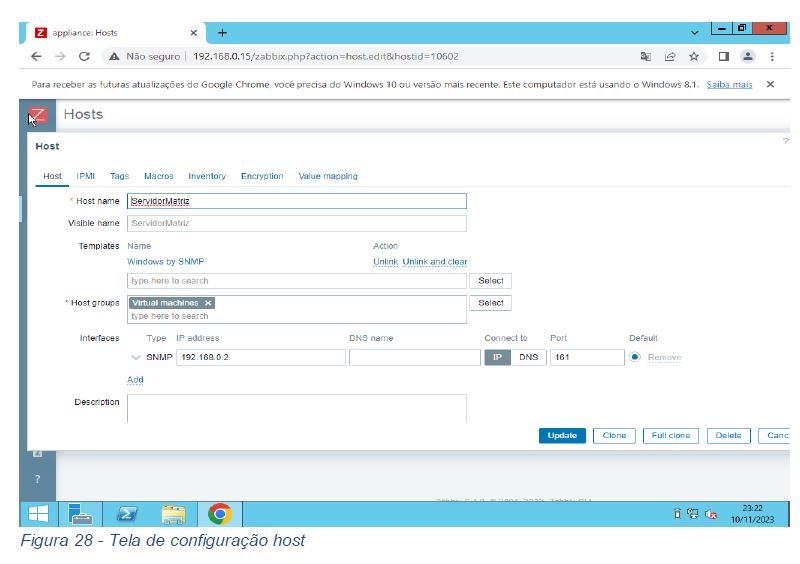 Z appliance: Hosts
Não seguro | 192.168.0.15/zabbix.php?action=host.edit&hostid=10602
Para receber as futuras atualizações do Google Chrome, você precisa do Windows 10 ou versão mais recente. Este computador está usando o Windows 8.1. Saiba mais
Z Hosts
Host
?
Host IPMI Tags Macros Inventory Encryption Value mapping
* Host name ServidorMatriz
Visible name ServidorMatriz
Templates Name Action
Windows by SNMP Unlink Unlink and clear
type here to search Select
* Host groups Virtual machines Select
type here to search
Interfaces Type IP address DNS name Connect to Port Default
SNMP 192.168.0.2 IP DNS 161 Remove
Add
Description
Update Clone Full clone Delete Canc
Z
?
23:22
10/11/2023
Figura 28 - Tela de configuração host